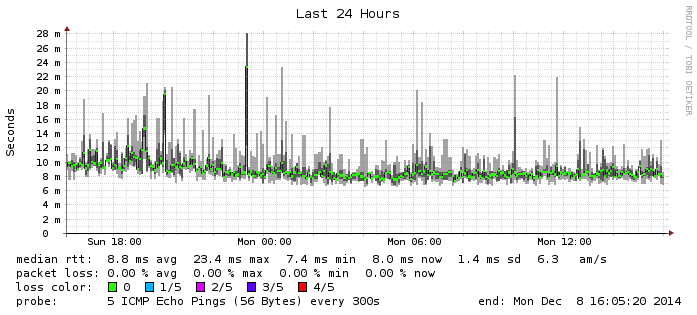 Last 24 Hours
RRDTOOL / TOBI OETIKER
Seconds
28 m
26 m
24 m
22 m
20 m
18 m
16 m
14 m
12 m
10 m
8 m
6 m
4 m
2 m
0
Sun 18:00 Mon 00:00 Mon 06:00 Mon 12:00
median rtt: 8.8 ms avg 23.4 ms max 7.4 ms min 8.0 ms now 1.4 ms sd 6.3 am/s
packet loss: 0.00 % avg 0.00 % max 0.00 % min 0.00 % now
loss color: 0 1/5 2/5 3/5 4/5
probe: 5 ICMP Echo Pings (56 Bytes) every 300s end: Mon Dec 8 16:05:20 2014